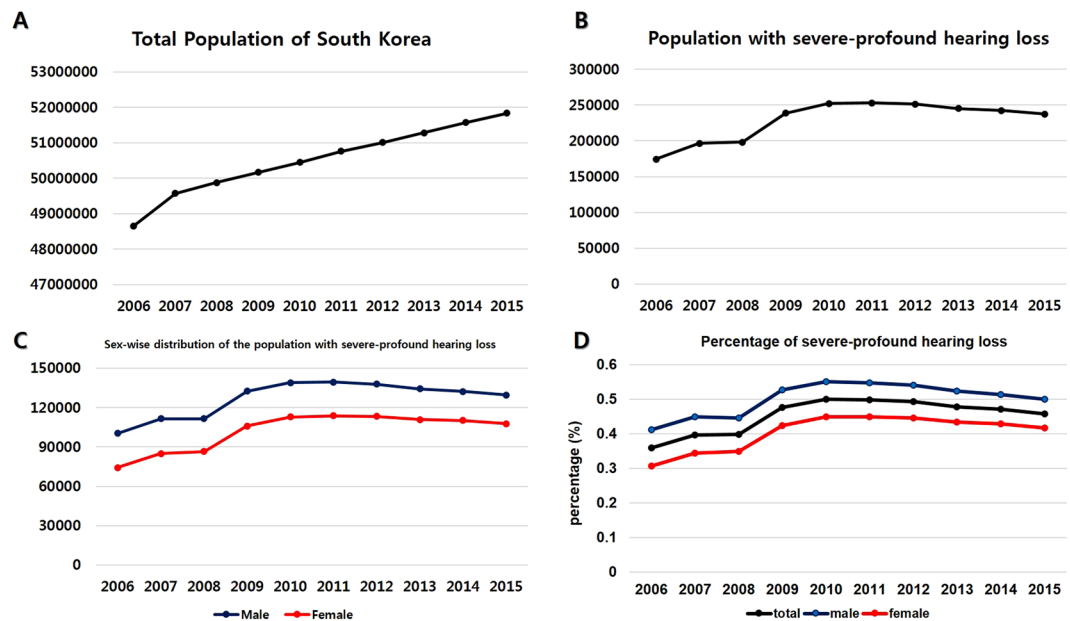 A
Total Population of South Korea
53000000
52000000
51000000
50000000
49000000
48000000
47000000
2006 2007 2008 2009 2010 2011 2012 2013 2014 2015
B
Population with severe-profound hearing loss
300000
250000
200000
150000
100000
50000
0
2006 2007 2008 2009 2010 2011 2012 2013 2014 2015
C
Sex-wise distribution of the population with severe-profound hearing loss
150000
120000
90000
60000
30000
0
2006 2007 2008 2009 2010 2011 2012 2013 2014 2015
Male Female
D
Percentage of severe-profound hearing loss
percentage (%)
0.6
0.5
0.4
0.3
0.2
0.1
0
2006 2007 2008 2009 2010 2011 2012 2013 2014 2015
total male female